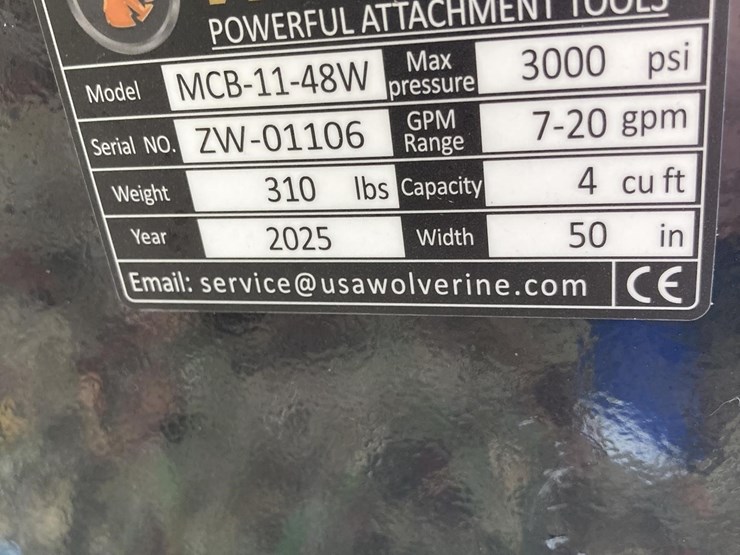 POWERFUL ATTACHMENT TOOLS
Model MCB-11-48W Max pressure 3000 psi
Serial NO. ZW-01106 GPM Range 7-20 gpm
Weight 310 lbs Capacity 4 cu ft
Year 2025 Width 50 in
Email: service@usawolverine.com CE